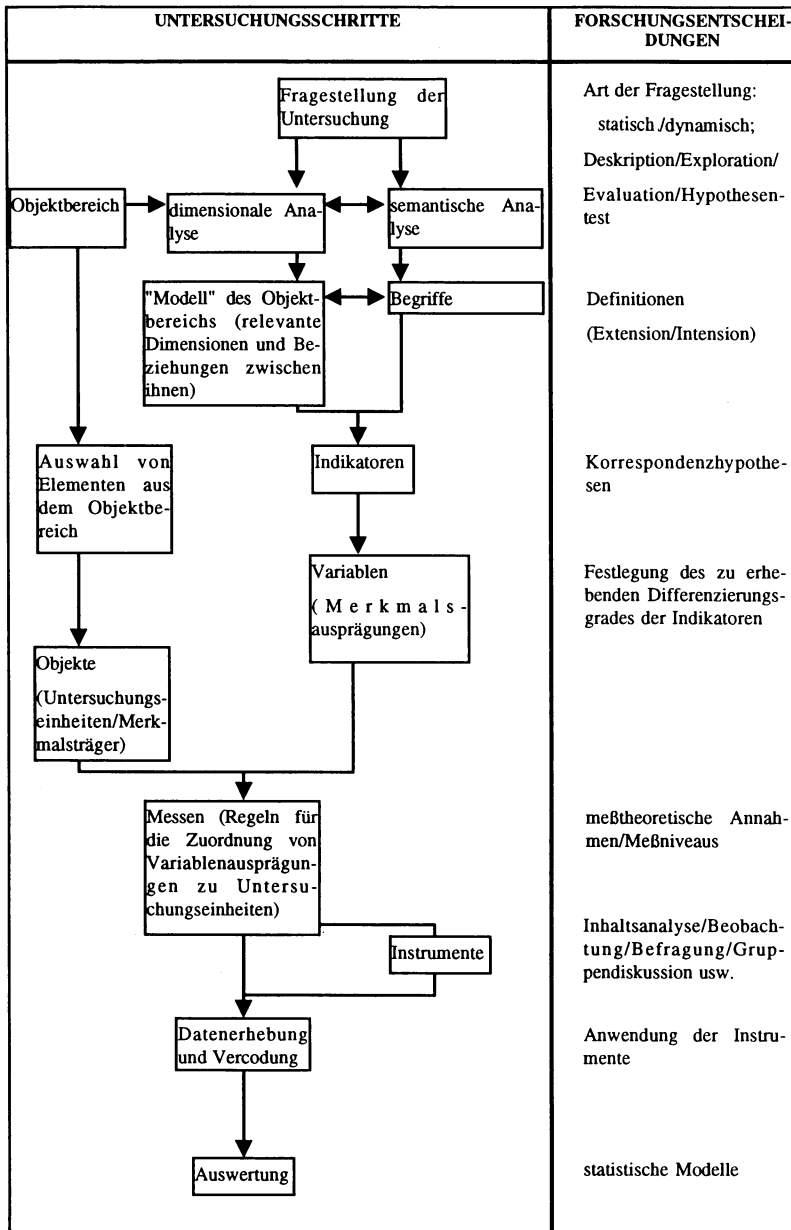 UNTERSUCHUNGSSCHRITTE
FORSCHUNGSENTSCHEI-
DUNGEN
Fragestellung der
Untersuchung
Art der Fragestellung:
statisch./dynamisch;
Deskription/Exploration/
Evaluation/Hypothesen-
test
Objektbereich
dimensionale Ana-
lyse
semantische Ana-
lyse
"Modell" des Objekt-
bereichs (relevante
Dimensionen und Be-
ziehungen zwischen
ihnen)
Begriffe
Definitionen
(Extension/Intension)
Auswahl von
Elementen aus
dem Objektbe-
reich
Indikatoren
Korrespondenzhypothe-
sen
Variablen
(Merkmals-
ausprägungen)
Festlegung des zu erhe-
benden Differenzierungs-
grades der Indikatoren
Objekte
(Untersuchungs-
einheiten/Merk-
malsträger)
Messen (Regeln für
die Zuordnung von
Variablenausprägun-
gen zu Untersu-
chungseinheiten)
meßtheoretische Annah-
men/Meßniveaus
Instrumente
Inhaltsanalyse/Beobach-
tung/Befragung/Grup-
pendiskussion usw.
Datenerhebung
und Vercodung
Anwendung der Instru-
mente
Auswertung
statistische Modelle